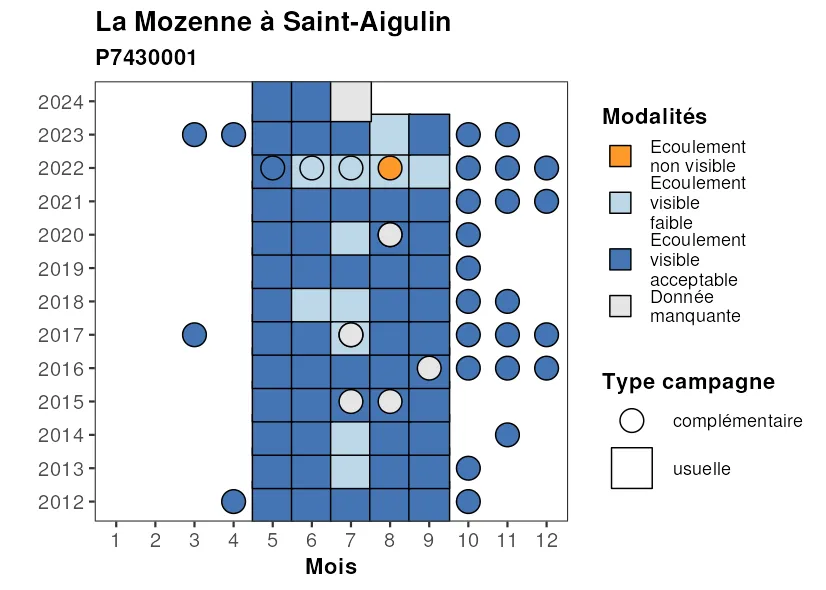 La Mozenne à Saint-Aigulin
P7430001
2024
2023
2022
2021
2020
2019
2018
2017
2016
2015
2014
2013
2012
1 2 3 4 5 6 7 8 9 10 11 12
Mois
Modalités
Ecoulement
non visible
Ecoulement
visible
faible
Ecoulement
visible
acceptable
Donnée
manquante
Type campagne
complémentaire
usuelle